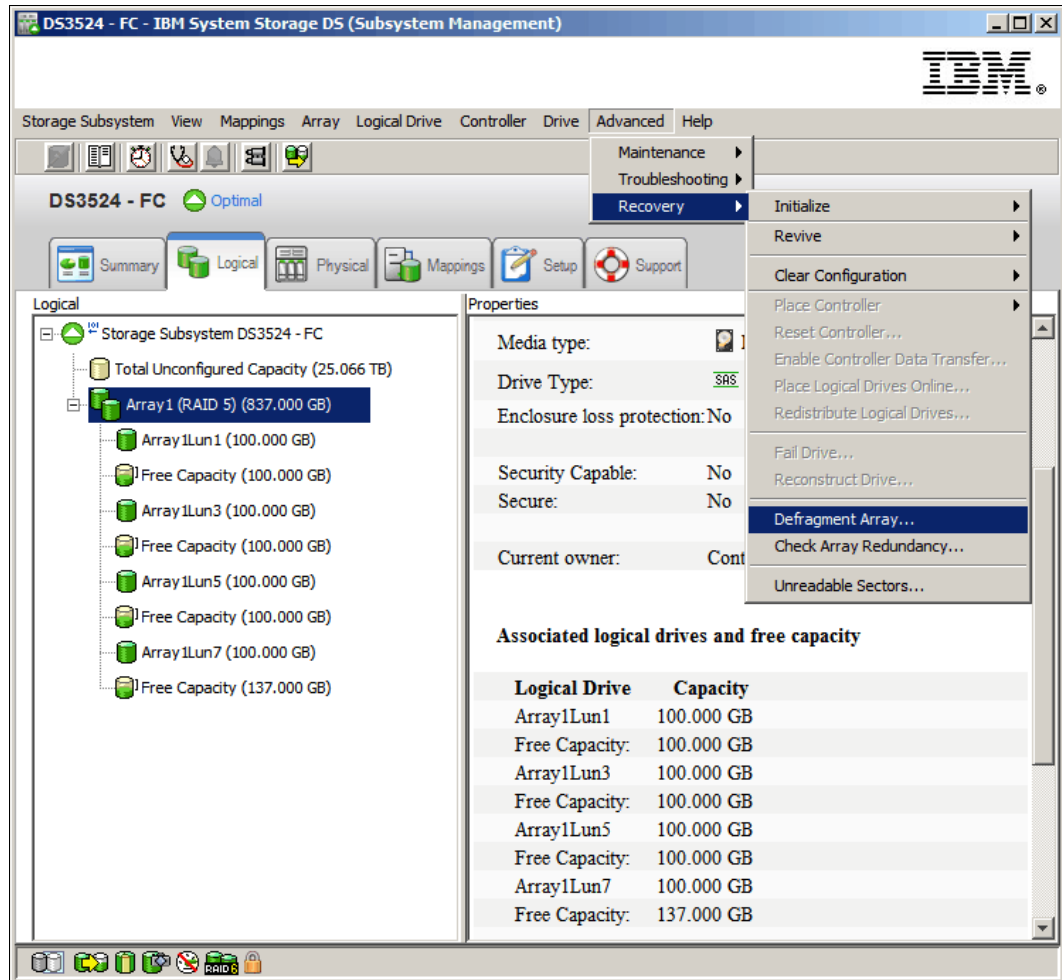 DS3524 - FC - IBM System Storage DS (Subsystem Management)
IBM®
Storage Subsystem View Mappings Array Logical Drive Controller Drive Advanced Help
Maintenance
Troubleshooting
Recovery
DS3524 - FC Optimal
Initialize
Revive
Clear Configuration
Place Controller
Reset Controller...
Enable Controller Data Transfer...
Place Logical Drives Online...
Redistribute Logical Drives...
Fail Drive...
Reconstruct Drive...
Defragment Array...
Check Array Redundancy...
Unreadable Sectors...
Summary Logical Physical Mappings Setup Support
Logical
Storage Subsystem DS3524 - FC
Total Unconfigured Capacity (25.066 TB)
Array1 (RAID 5) (837.000 GB)
Array1Lun1 (100.000 GB)
Free Capacity (100.000 GB)
Array1Lun3 (100.000 GB)
Free Capacity (100.000 GB)
Array1Lun5 (100.000 GB)
Free Capacity (100.000 GB)
Array1Lun7 (100.000 GB)
Free Capacity (137.000 GB)
Properties
Media type:
Drive Type: SAS
Enclosure loss protection: No
Security Capable: No
Secure: No
Current owner: Cont
Associated logical drives and free capacity
Logical Drive Capacity
Array1Lun1 100.000 GB
Free Capacity: 100.000 GB
Array1Lun3 100.000 GB
Free Capacity: 100.000 GB
Array1Lun5 100.000 GB
Free Capacity: 100.000 GB
Array1Lun7 100.000 GB
Free Capacity: 137.000 GB
RAID 6